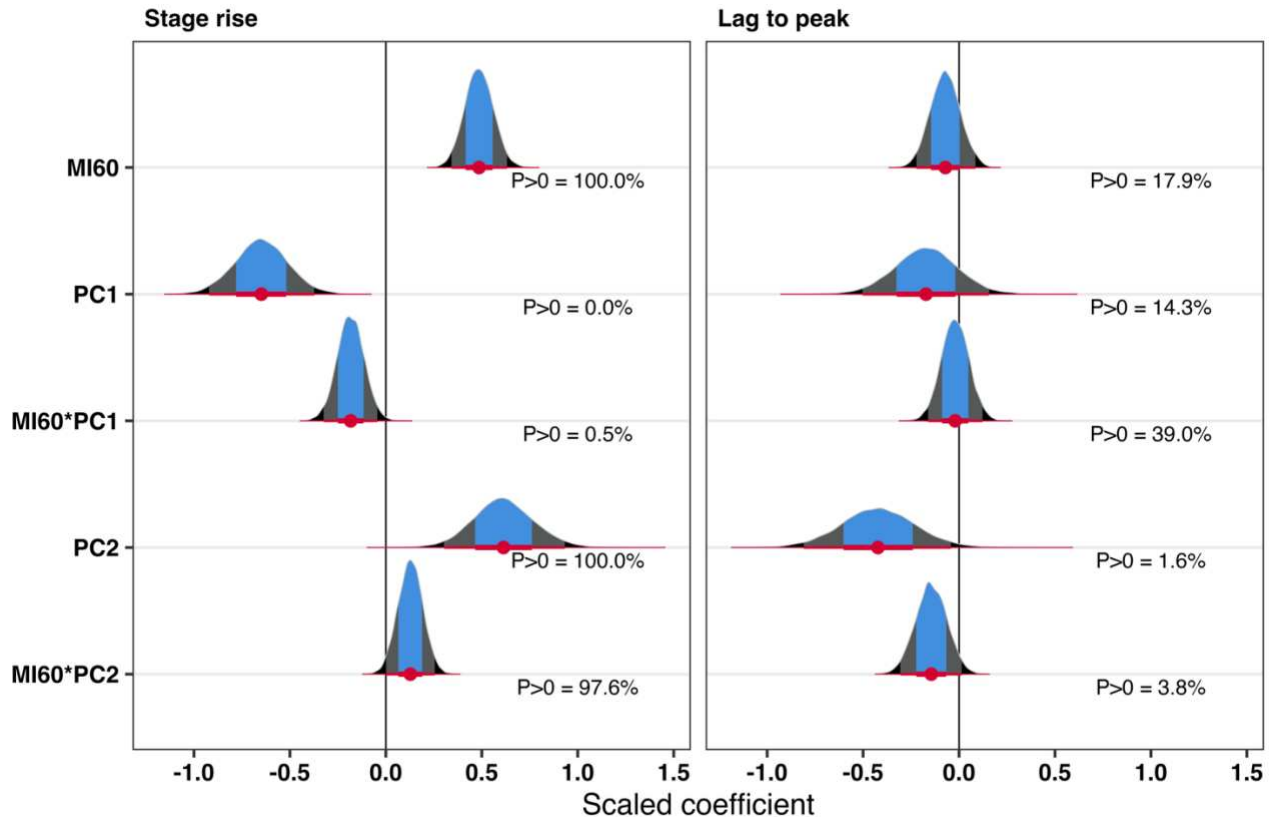 Stage rise
Lag to peak
MI60
P>0 = 100.0%
P>0 = 17.9%
PC1
P>0 = 0.0%
P>0 = 14.3%
MI60*PC1
P>0 = 0.5%
P>0 = 39.0%
PC2
P>0 = 100.0%
P>0 = 1.6%
MI60*PC2
P>0 = 97.6%
P>0 = 3.8%
-1.0 -0.5 0.0 0.5 1.0 1.5
-1.0 -0.5 0.0 0.5 1.0 1.5
Scaled coefficient